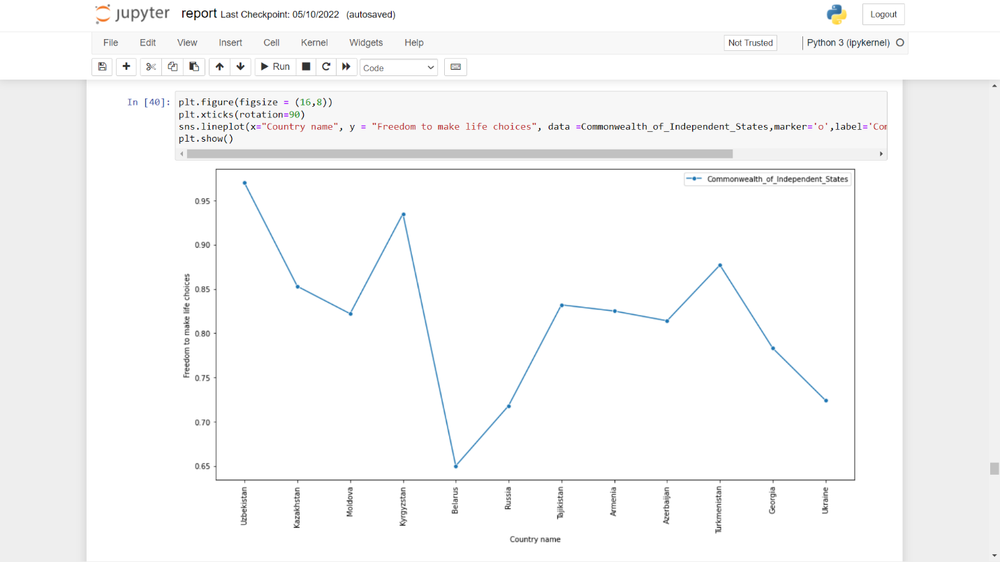 jupyter report Last Checkpoint: 05/10/2022 (autosaved) Logout
File Edit View Insert Cell Kernel Widgets Help Not Trusted Python 3 (ipykernel)
Run Code
In [40]: plt.figure(figsize = (16,8))
plt.xticks(rotation=90)
sns.lineplot(x="Country name", y = "Freedom to make life choices", data =Commonwealth_of_Independent_States,marker='o',label='Con
plt.show()
Commonwealth_of_Independent_States
0.95
0.90
0.85
0.80
0.75
0.70
0.65
Freedom to make life choices
Uzbekistan
Kazakhstan
Moldova
Kyrgyzstan
Belarus
Russia
Tajikistan
Armenia
Azerbaijan
Turkmenistan
Georgia
Ukraine
Country name